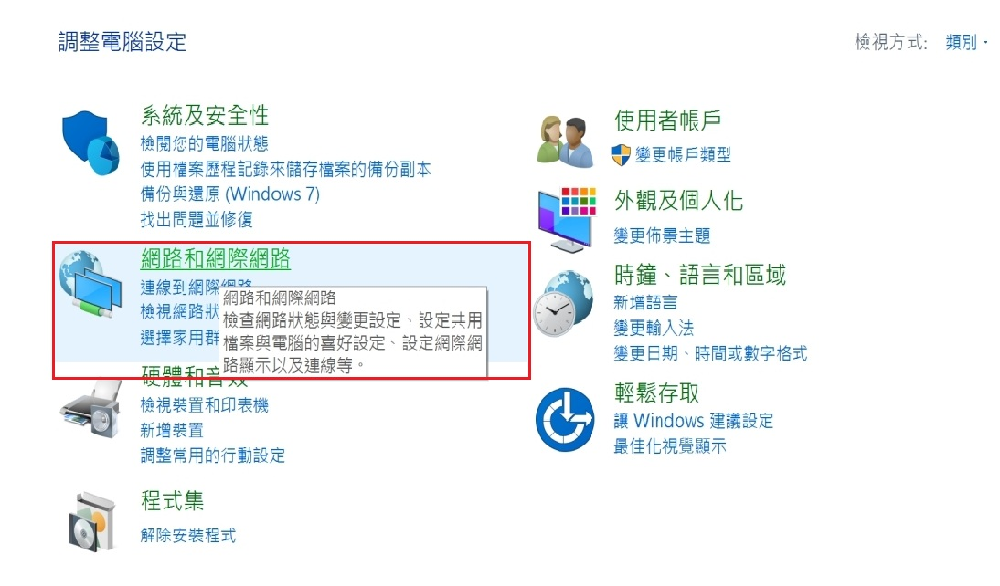 調整電腦設定
檢視方式: 類別
系統及安全性
檢閱您的電腦狀態
使用檔案歷程記錄來儲存檔案的備份副本
備份與還原 (Windows 7)
找出問題並修復
網路和網際網路
連線到網際網路
檢視網路狀
選擇家用群
網路和網際網路
檢查網路狀態與變更設定、設定共用
檔案與電腦的喜好設定、設定網際網
路顯示以及連線等。
硬體和音效
檢視裝置和印表機
新增裝置
調整常用的行動設定
程式集
解除安裝程式
使用者帳戶
變更帳戶類型
外觀及個人化
變更佈景主題
時鐘、語言和區域
新增語言
變更輸入法
變更日期、時間或數字格式
輕鬆存取
讓 Windows 建議設定
最佳化視覺顯示